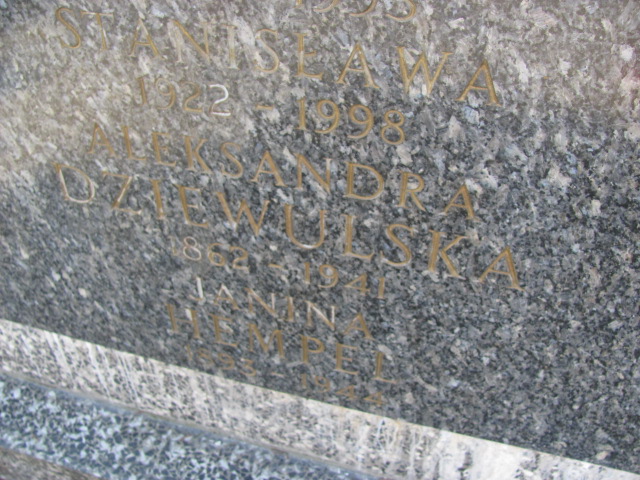 STANISŁAWA
1922 - 1998
ALEKSANDRA
DZIEWULSKA
1862 - 1941
JANINA
HEMPEL